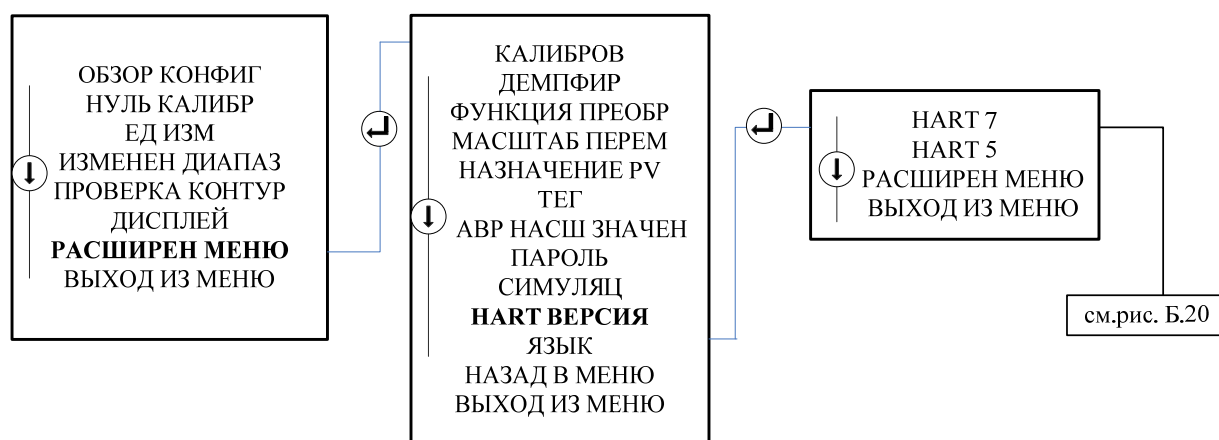 ОБЗОР КОНФИГ
НУЛЬ КАЛИБР
ЕД ИЗМ
ИЗМЕНЕН ДИАПАЗ
ПРОВЕРКА КОНТУР
ДИСПЛЕЙ
РАСШИРЕН МЕНЮ
ВЫХОД ИЗ МЕНЮ
КАЛИБРОВ
ДЕМПФИР
ФУНКЦИЯ ПРЕОБР
МАСШТАБ ПЕРЕМ
НАЗНАЧЕНИЕ PV
ТЕГ
АВР НАСШ ЗНАЧЕН
ПАРОЛЬ
СИМУЛЯЦ
HART ВЕРСИЯ
ЯЗЫК
НАЗАД В МЕНЮ
ВЫХОД ИЗ МЕНЮ
HART 7
HART 5
РАСШИРЕН МЕНЮ
ВЫХОД ИЗ МЕНЮ
см.рис. Б.20